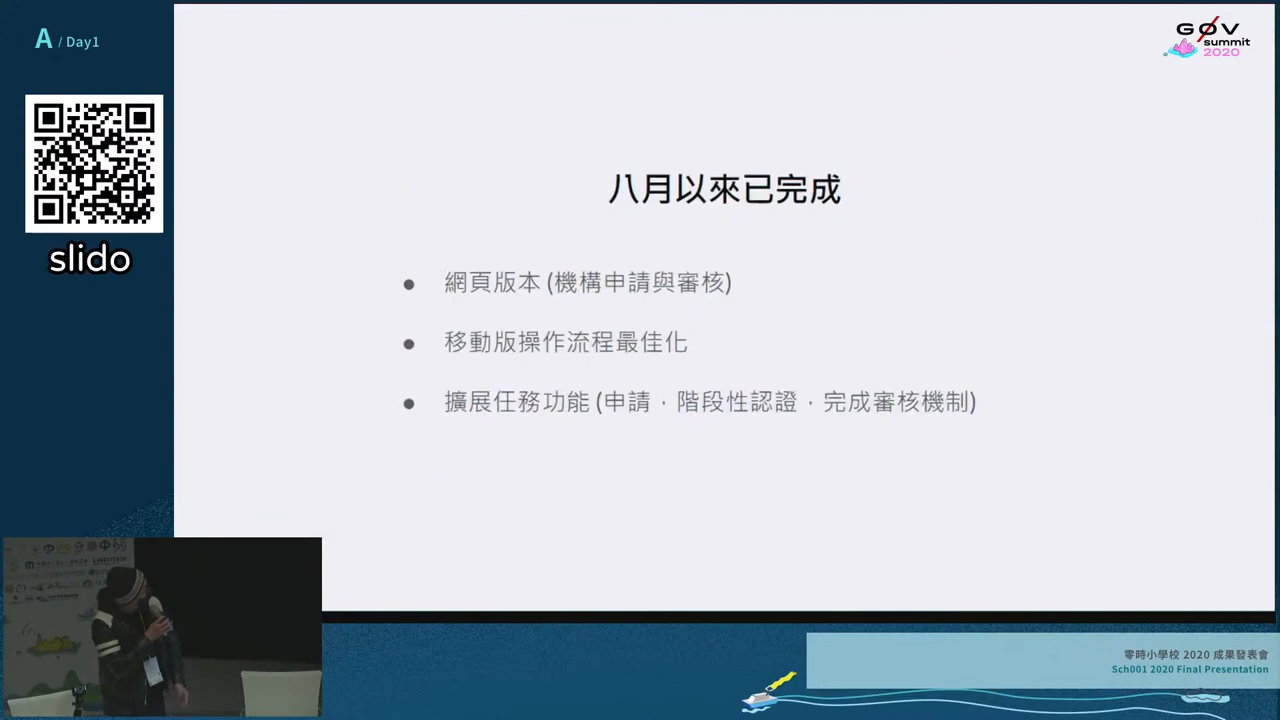 A / Day1
GØV
summit
2020
slido
八月以來已完成
● 網頁版本 (機構申請與審核)
● 移動版操作流程最佳化
● 擴展任務功能 (申請，階段性認證，完成審核機制)
零時小學校 2020 成果發表會
Sch001 2020 Final Presentation